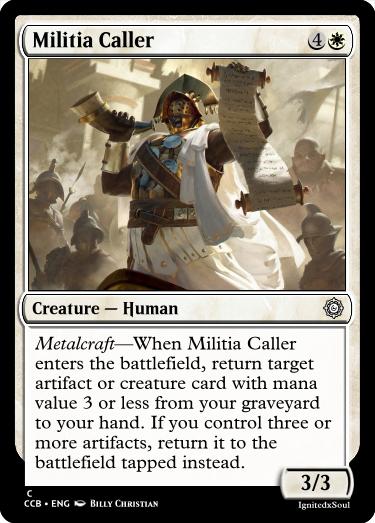 Militia Caller 4
Creature — Human
Metalcraft—When Militia Caller
enters the battlefield, return target
artifact or creature card with mana
value 3 or less from your graveyard
to your hand. If you control three or
more artifacts, return it to the
battlefield tapped instead.
3/3
C
CCB • ENG Billy Christian
IgnitedxSoul